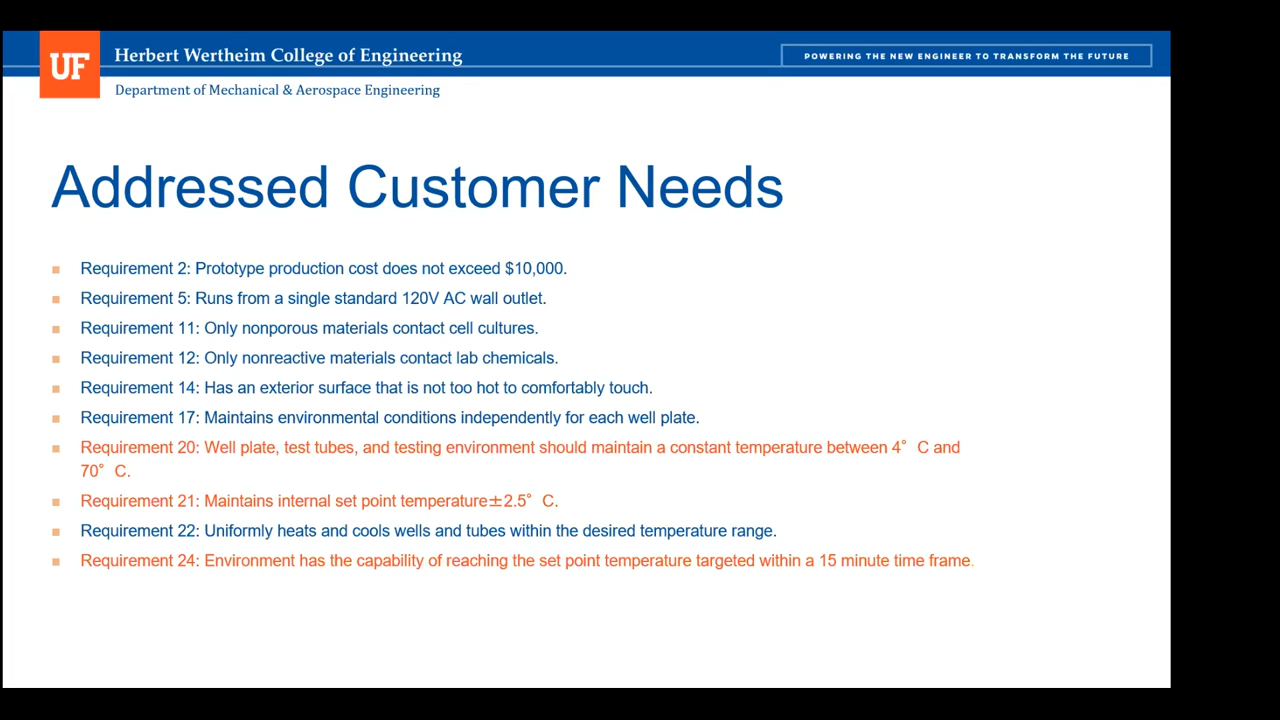 UF
Herbert Wertheim College of Engineering
POWERING THE NEW ENGINEER TO TRANSFORM THE FUTURE
Department of Mechanical & Aerospace Engineering
Addressed Customer Needs
Requirement 2: Prototype production cost does not exceed $10,000.
Requirement 5: Runs from a single standard 120V AC wall outlet.
Requirement 11: Only nonporous materials contact cell cultures.
Requirement 12: Only nonreactive materials contact lab chemicals.
Requirement 14: Has an exterior surface that is not too hot to comfortably touch.
Requirement 17: Maintains environmental conditions independently for each well plate.
Requirement 20: Well plate, test tubes, and testing environment should maintain a constant temperature between 4° C and
70° C.
Requirement 21: Maintains internal set point temperature±2.5° C.
Requirement 22: Uniformly heats and cools wells and tubes within the desired temperature range.
Requirement 24: Environment has the capability of reaching the set point temperature targeted within a 15 minute time frame.